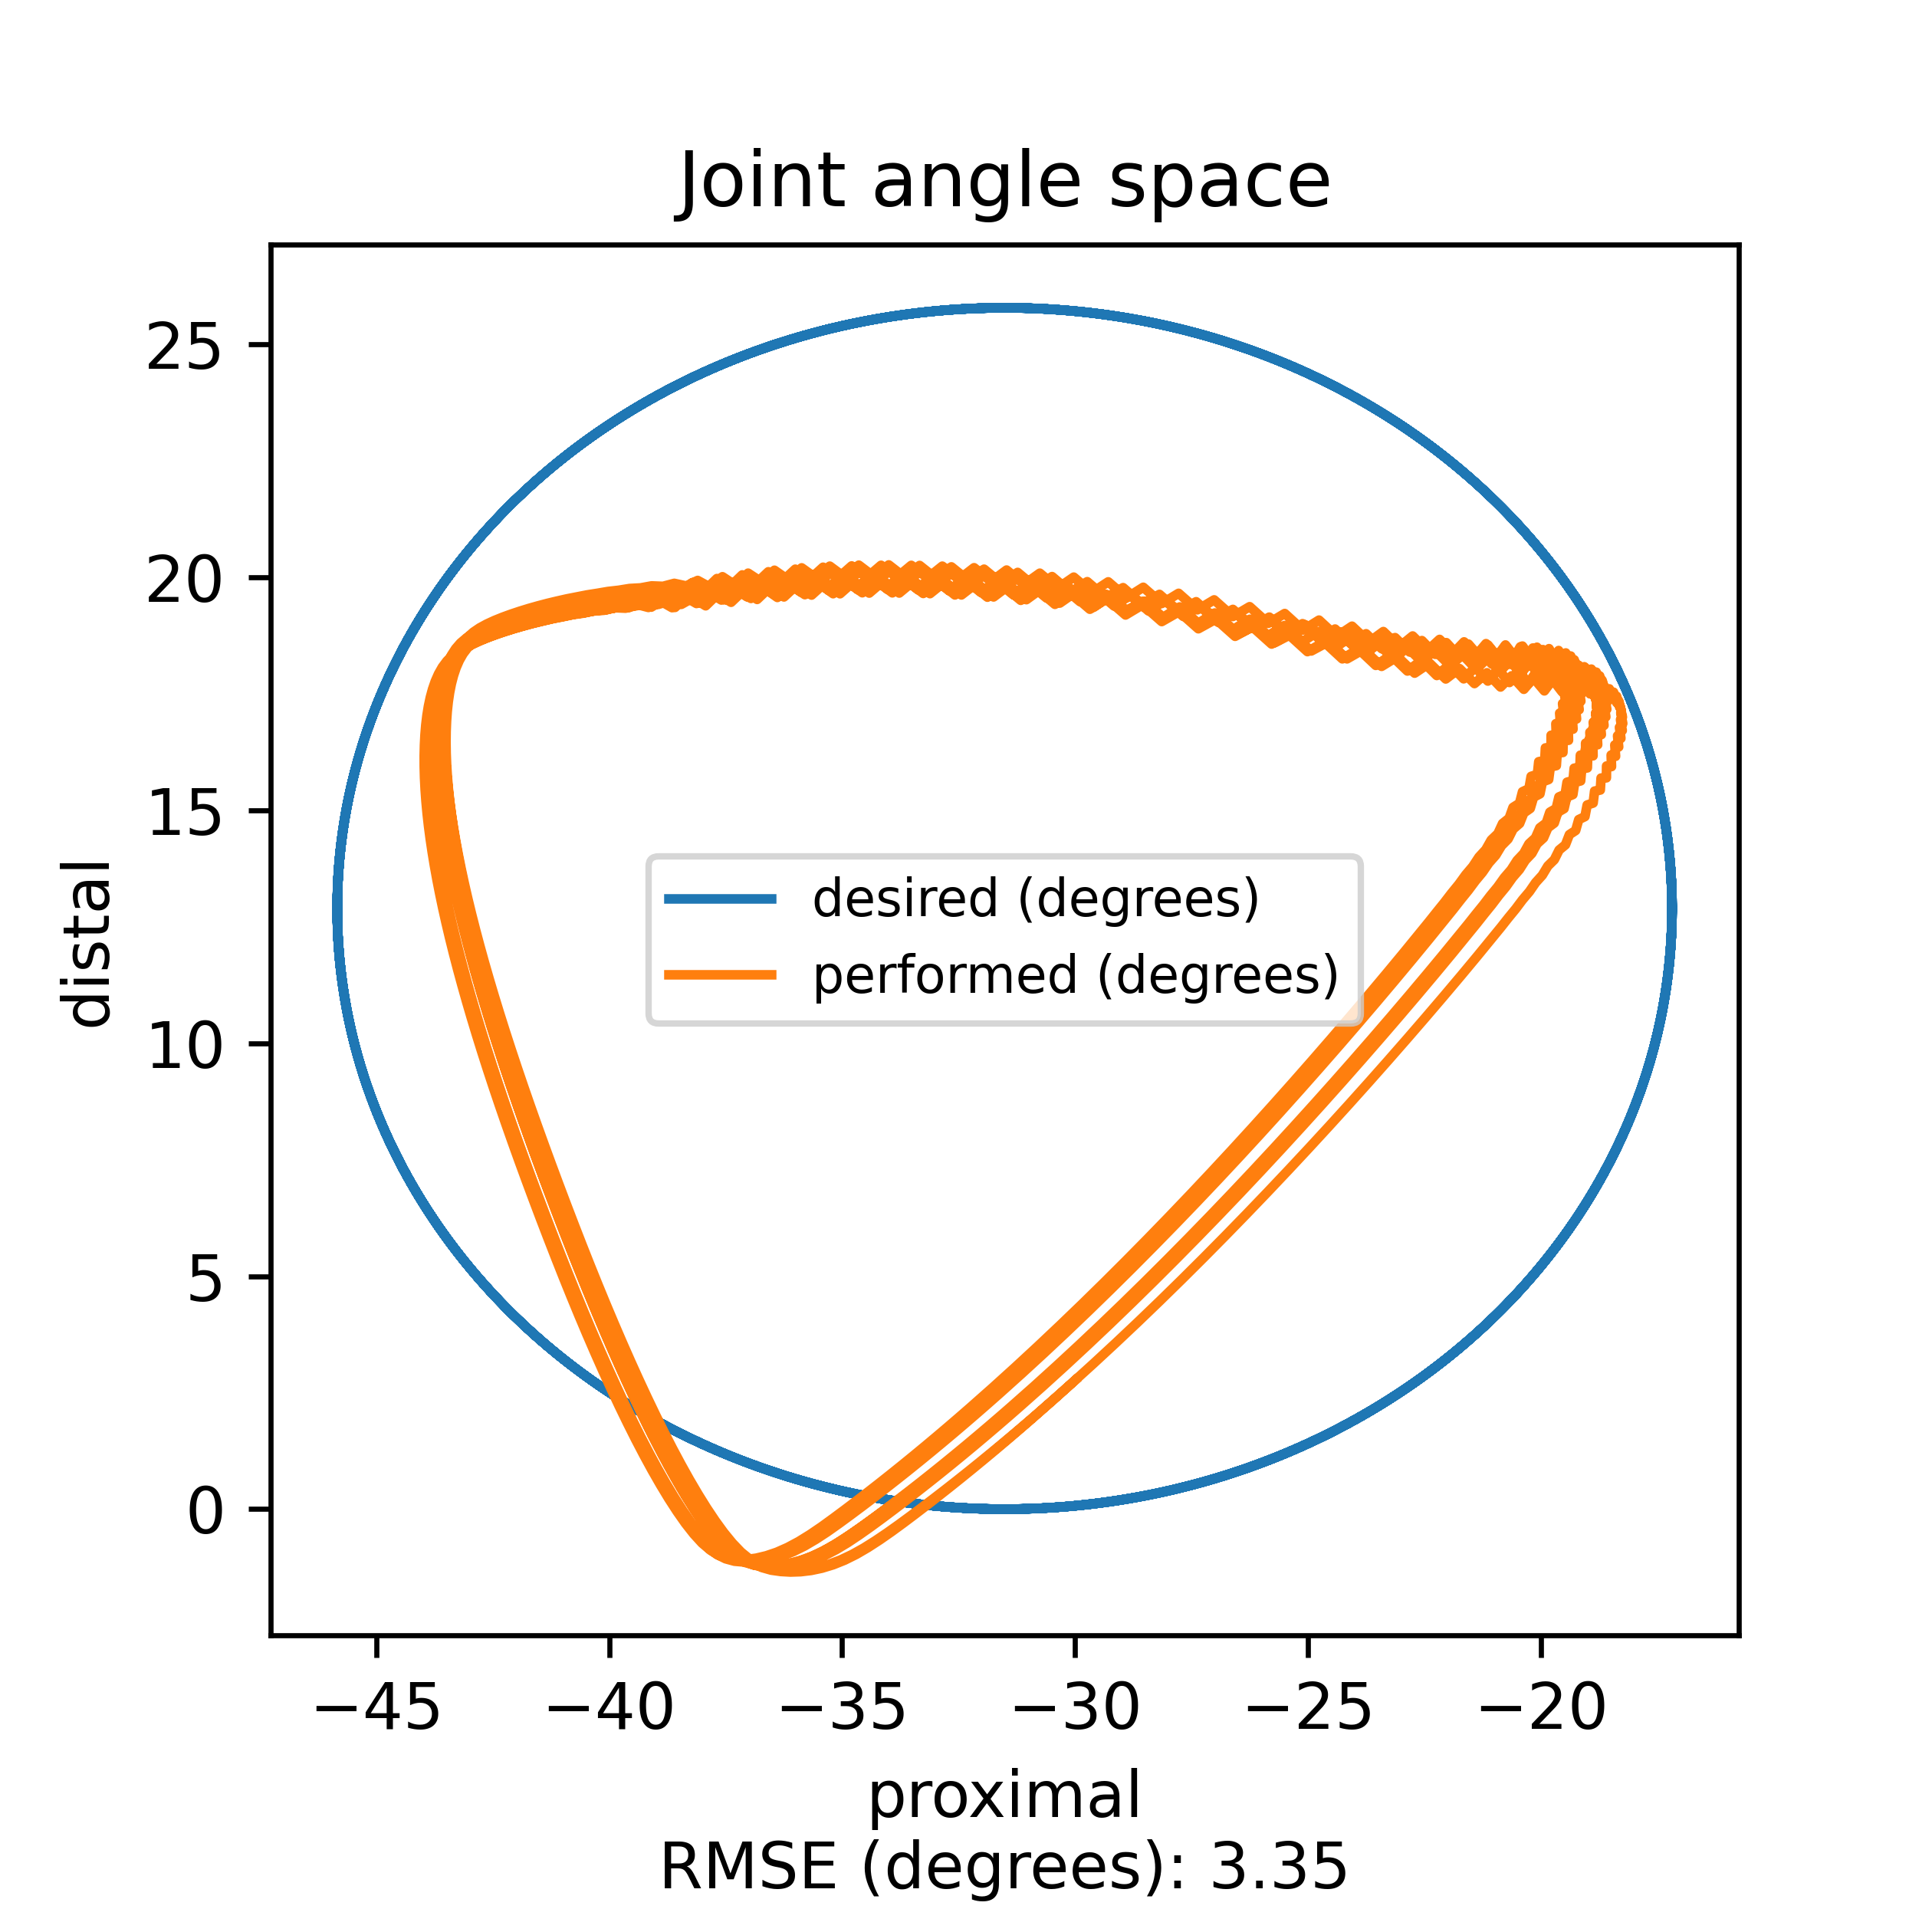 Joint angle space
25
20
15
10
5
0
distal
desired (degrees)
performed (degrees)
−45 −40 −35 −30 −25 −20
proximal
RMSE (degrees): 3.35